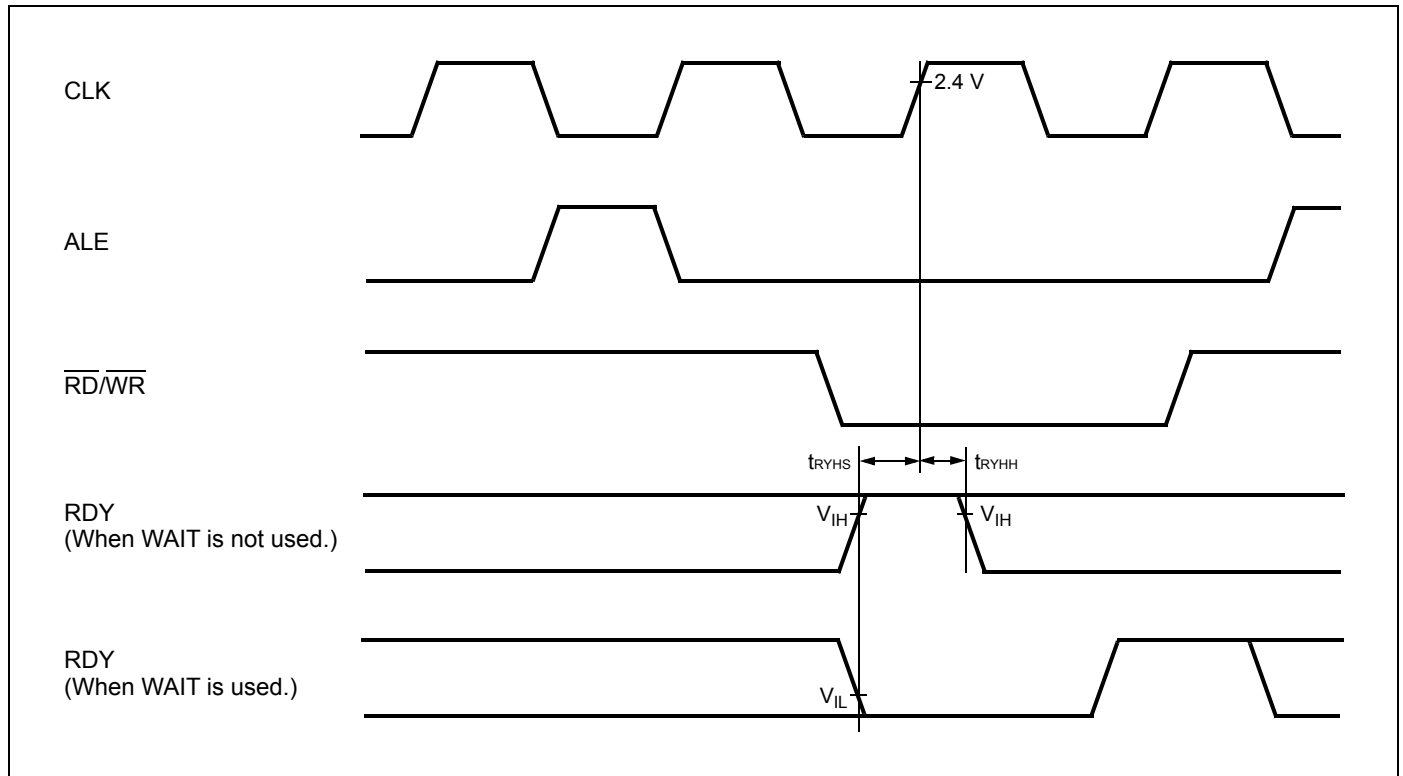 CLK
2.4 V
ALE
RD/WR
tRYHS
tRYHH
RDY
(When WAIT is not used.)
VIH
VIH
RDY
(When WAIT is used.)
VIL